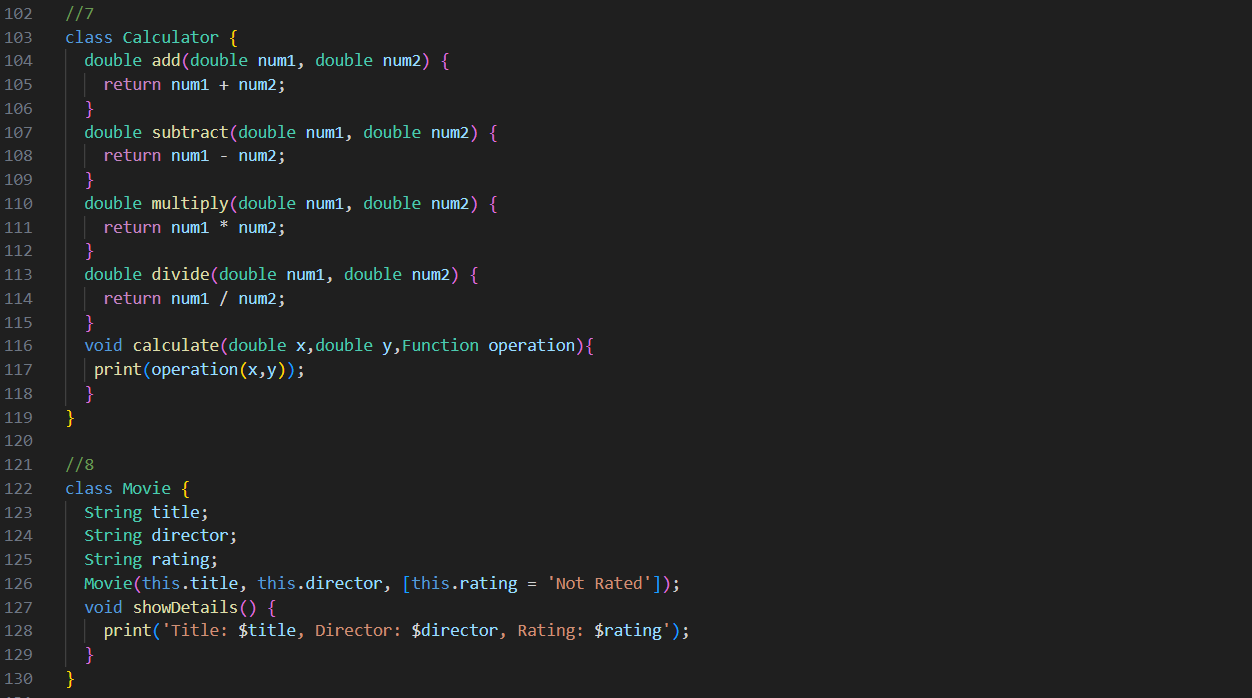 102 //7
103 class Calculator {
104   double add(double num1, double num2) {
105     return num1 + num2;
106   }
107   double subtract(double num1, double num2) {
108     return num1 - num2;
109   }
110   double multiply(double num1, double num2) {
111     return num1 * num2;
112   }
113   double divide(double num1, double num2) {
114     return num1 / num2;
115   }
116   void calculate(double x,double y,Function operation){
117    print(operation(x,y));
118   }
119 }
120
121 //8
122 class Movie {
123   String title;
124   String director;
125   String rating;
126   Movie(this.title, this.director, [this.rating = 'Not Rated']);
127   void showDetails() {
128     print('Title: $title, Director: $director, Rating: $rating');
129   }
130 }